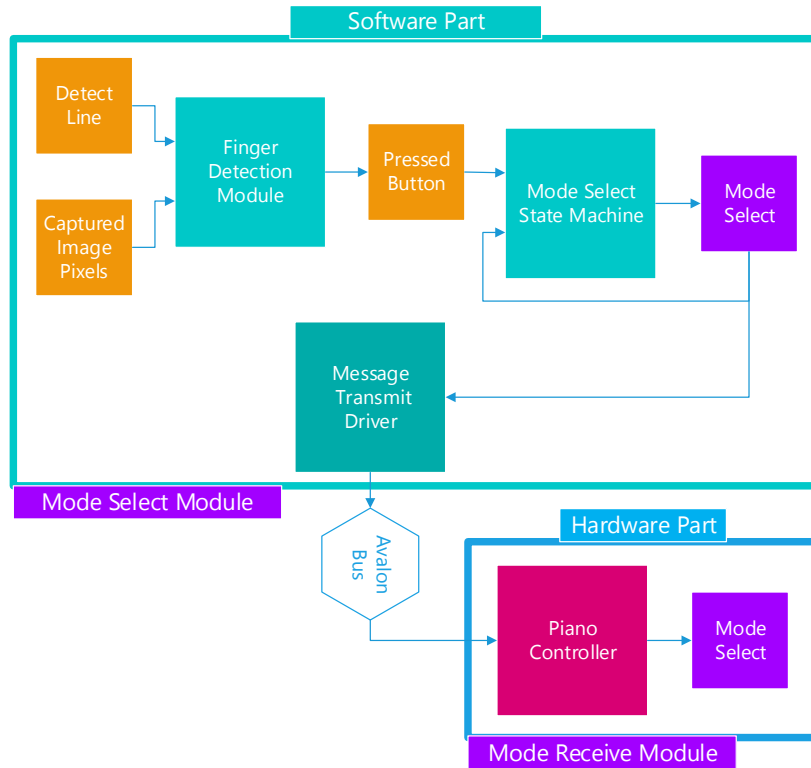 Software Part
Detect
Line
Captured
Image
Pixels
Finger
Detection
Module
Pressed
Button
Mode Select
State Machine
Mode
Select
Message
Transmit
Driver
Mode Select Module
Avalon
Bus
Hardware Part
Piano
Controller
Mode
Select
Mode Receive Module